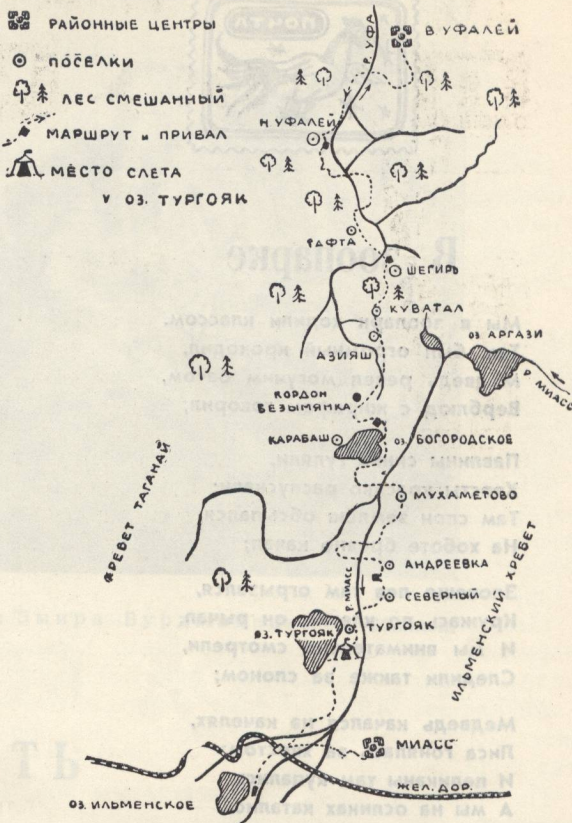 РАЙОННЫЕ ЦЕНТРЫ
ПОСЕЛКИ
ЛЕС СМЕШАННЫЙ
МАРШРУТ и ПРИВАЛ
МЕСТО СЛЕТА
У ОЗ. ТУРГОЯК
Р. УФА
В. УФАЛЕЙ
Н. УФАЛЕЙ
РАФТА
ШЕГИРЬ
КУВАТАЛ
ОЗ. АРГАЗИ
АЗИЯШ
Р. МИАСС
КОРДОН
БЕЗЫМЯНКА
КАРАБАШ
ОЗ. БОГОРОДСКОЕ
ХРЕБЕТ ТАГАНАЙ
МУХАМЕТОВО
АНДРЕЕВКА
Р. МИАСС
СЕВЕРНЫЙ
ИЛЬМЕНСКИЙ ХРЕБЕТ
ОЗ. ТУРГОЯК
ТУРГОЯК
МИАСС
ЖЕЛ. ДОР.
ОЗ. ИЛЬМЕНСКОЕ